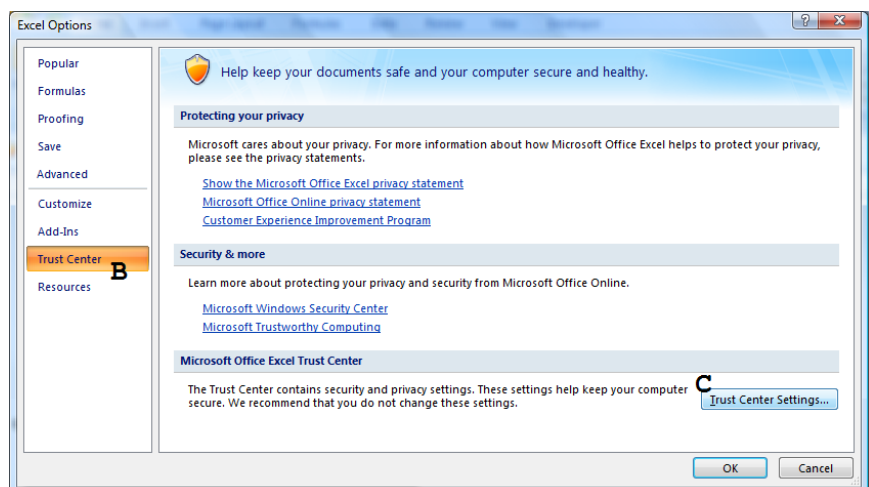 Excel Options
Popular
Formulas
Proofing
Save
Advanced
Customize
Add-Ins
Trust Center
B
Resources
Help keep your documents safe and your computer secure and healthy.
Protecting your privacy
Microsoft cares about your privacy. For more information about how Microsoft Office Excel helps to protect your privacy,
please see the privacy statements.
Show the Microsoft Office Excel privacy statement
Microsoft Office Online privacy statement
Customer Experience Improvement Program
Security & more
Learn more about protecting your privacy and security from Microsoft Office Online.
Microsoft Windows Security Center
Microsoft Trustworthy Computing
Microsoft Office Excel Trust Center
The Trust Center contains security and privacy settings. These settings help keep your computer
secure. We recommend that you do not change these settings.
C
Trust Center Settings...
OK
Cancel